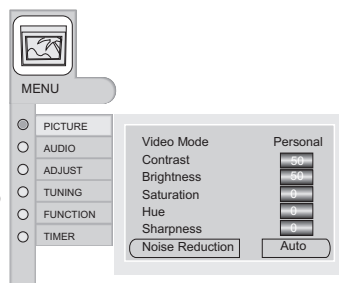 MENU
PICTURE
AUDIO
ADJUST
TUNING
FUNCTION
TIMER
Video Mode Personal
Contrast 50
Brightness 50
Saturation 0
Hue 0
Sharpness 0
Noise Reduction Auto